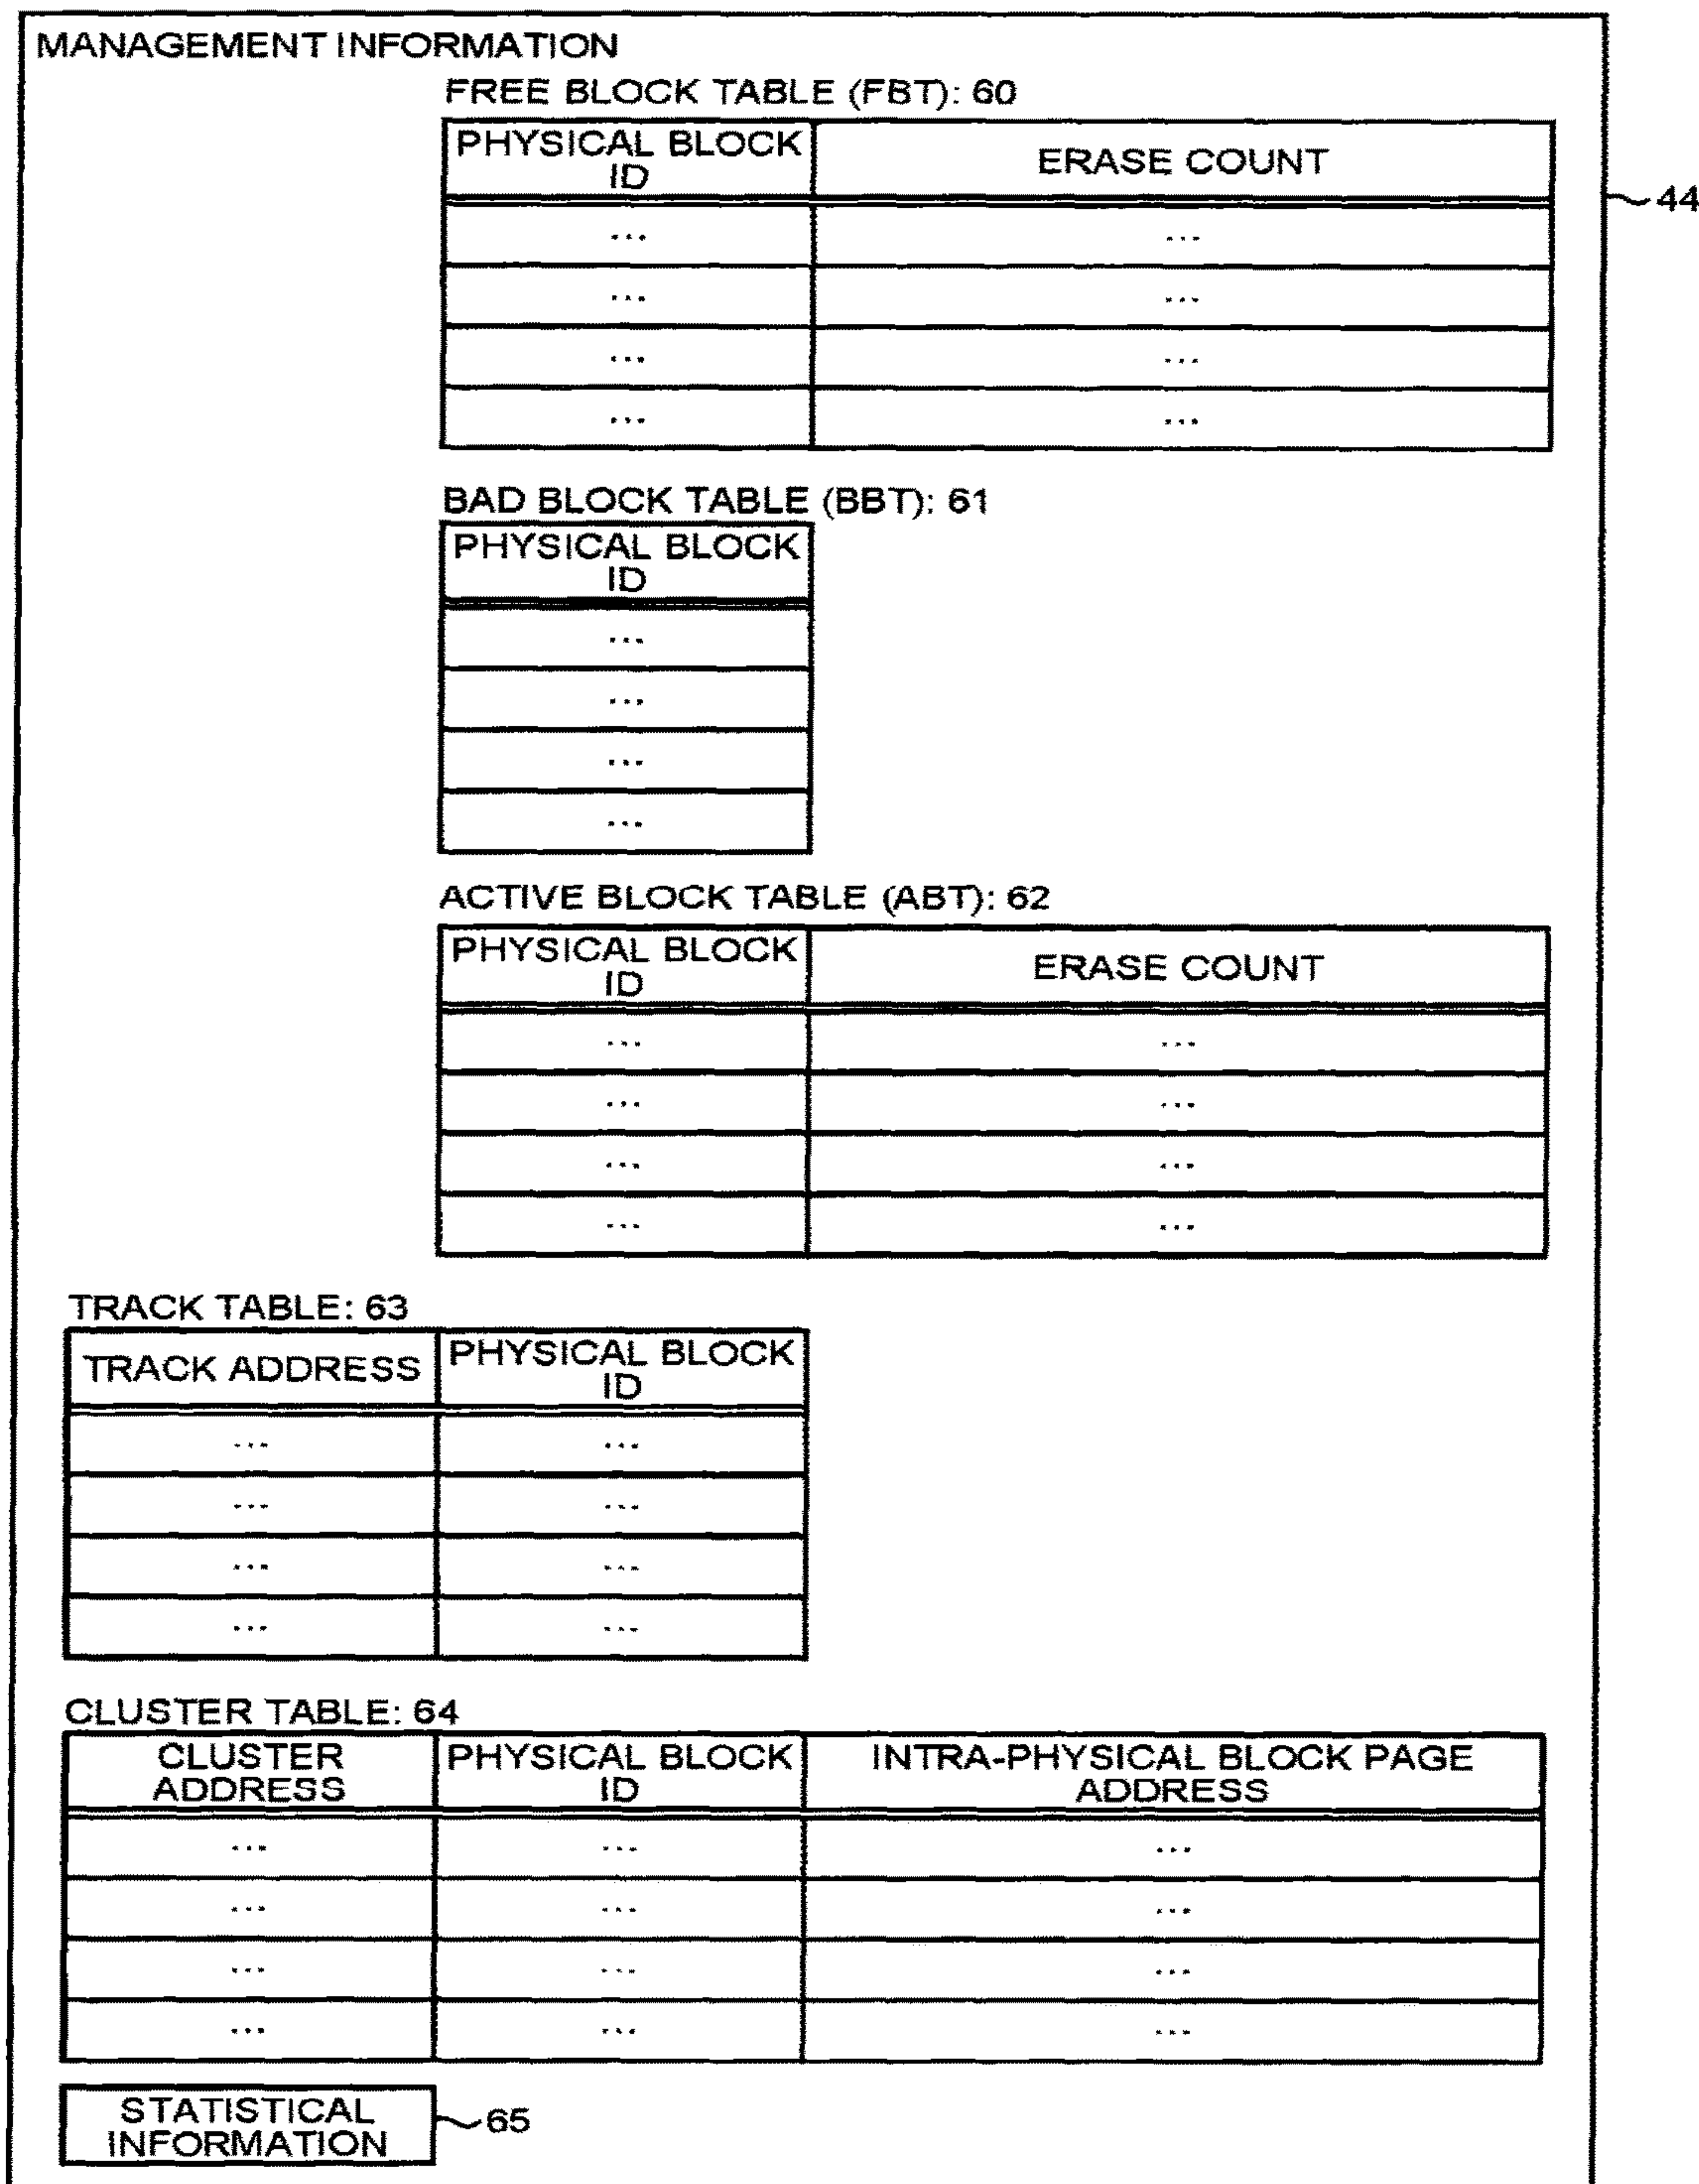 MANAGEMENT INFORMATION
FREE BLOCK TABLE (FBT): 60
PHYSICAL BLOCK
ID
ERASE COUNT
44
... ...
... ...
... ...
... ...
BAD BLOCK TABLE (BBT): 61
PHYSICAL BLOCK
ID
...
...
...
...
ACTIVE BLOCK TABLE (ABT): 62
PHYSICAL BLOCK
ID
ERASE COUNT
... ...
... ...
... ...
... ...
TRACK TABLE: 63
TRACK ADDRESS
PHYSICAL BLOCK
ID
... ...
... ...
... ...
... ...
CLUSTER TABLE: 64
CLUSTER
ADDRESS
PHYSICAL BLOCK
ID
INTRA-PHYSICAL BLOCK PAGE
ADDRESS
... ... ...
... ... ...
... ... ...
... ... ...
STATISTICAL
INFORMATION
65